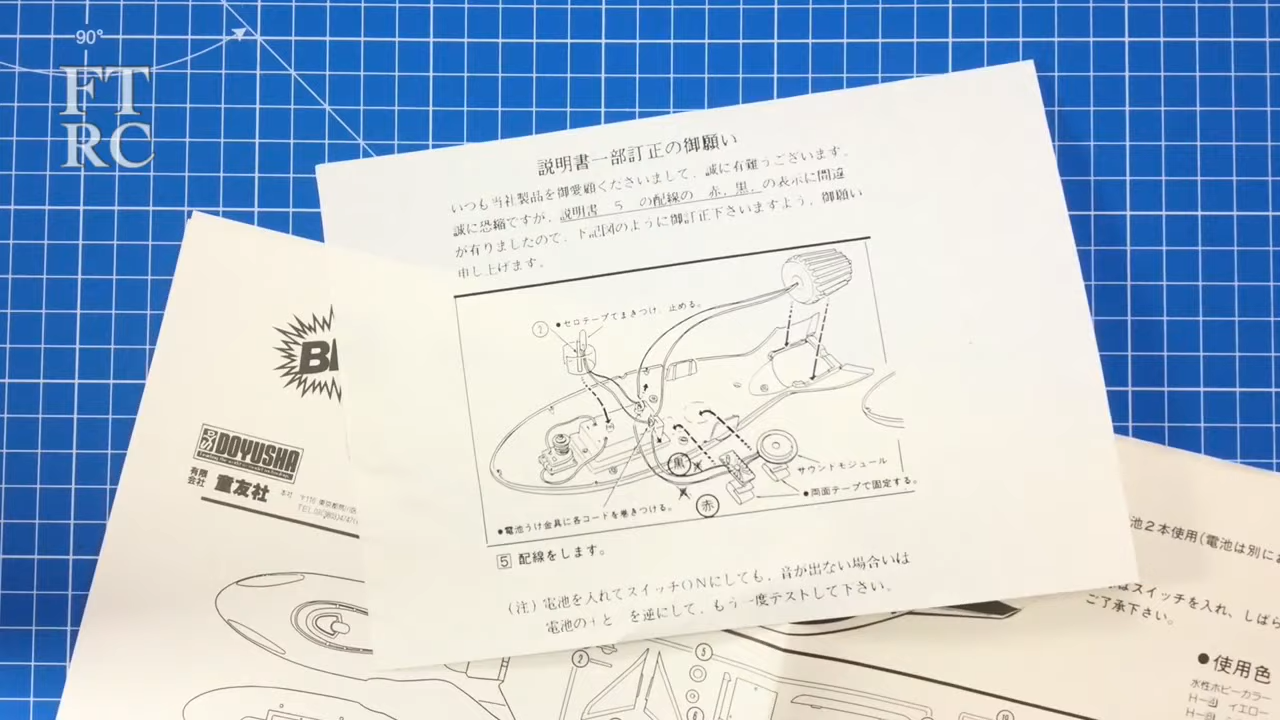 90°
FT
RC
説明書一部訂正の御願い
いつも当社製品を御愛顧くださいまして、誠に有難うございます。
誠に恐縮ですが、説明書 5 の配線の 赤，黒，の表示に間違
が有りましたので、下記図のように御訂正下さいますよう、御願い
申し上げます。
②
●セロテープでまきつけ、止める。
サウンドモジュール
●両面テープで固定する。
黒
赤
●電池うけ金具に各コードを巻きつける。
5 配線をします。
(注) 電池を入れてスイッチONにしても、音が出ない場合いは
電池の+と を逆にして、もう一度テストして下さい。
DOYUSHA
有限会社 童友社
本社
TEL
池2本使用(電池は別に
はスイッチを入れ、しばら
ご了承下さい。
●使用色
水性ホビーカラー
イエロー
②
⑤
⑥